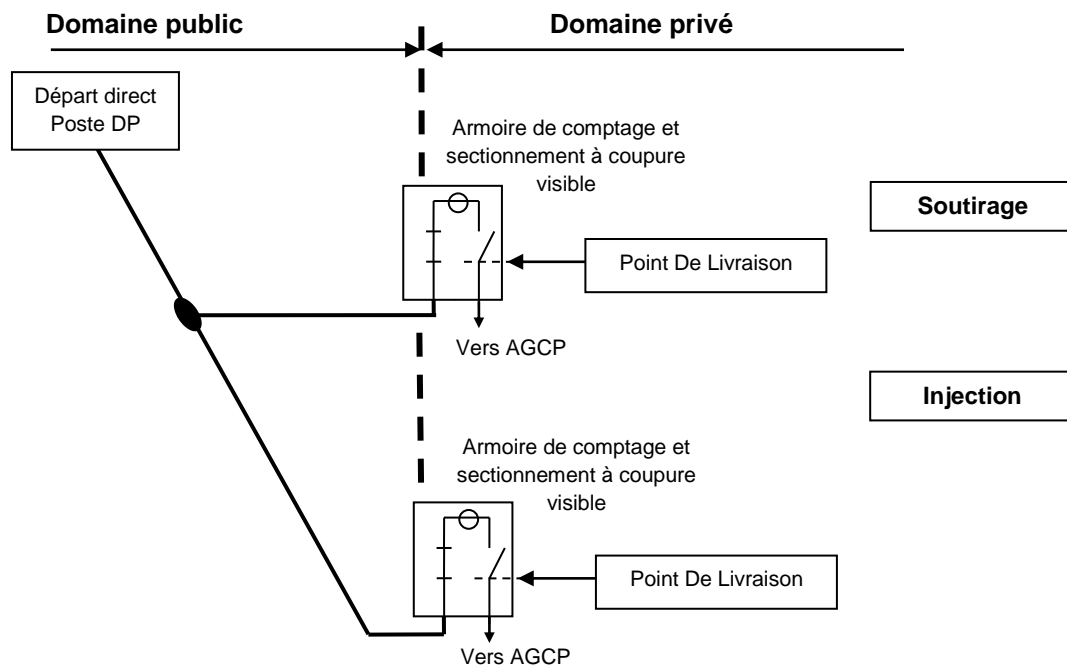 Domaine public
Domaine privé
Départ direct
Poste DP
Armoire de comptage et
sectionnement à coupure
visible
Soutirage
Point De Livraison
Vers AGCP
Injection
Armoire de comptage et
sectionnement à coupure
visible
Point De Livraison
Vers AGCP